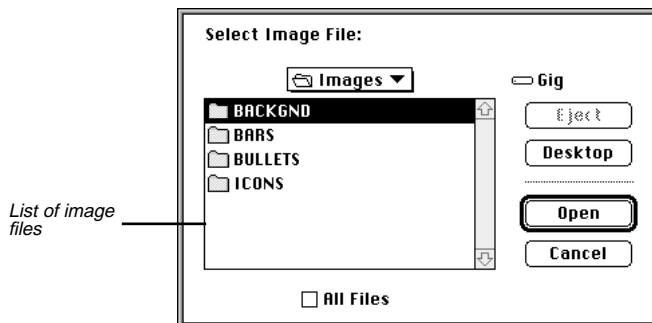 Select Image File:
Images
Gig
BACKGND
BARS
BULLETS
ICONS
Eject
Desktop
Open
Cancel
All Files
List of image
files